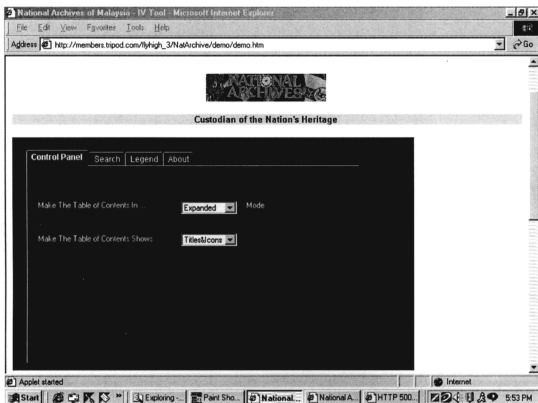 National Archives of Malaysia - IV Tool - Microsoft Internet Explorer
File Edit View Favorites Tools Help
Address http://members.tripod.com/flyhigh_3/NatArchive/demo/demo.htm Go
NATIONAL
ARCHIVES
Custodian of the Nation's Heritage
Control Panel Search Legend About
Make The Table of Contents In ... Expanded Mode
Make The Table of Contents Shows Titles&Icons
Applet started Internet
Start » Exploring -... Paint Sho... National... National A... HTTP 500... 5:53 PM